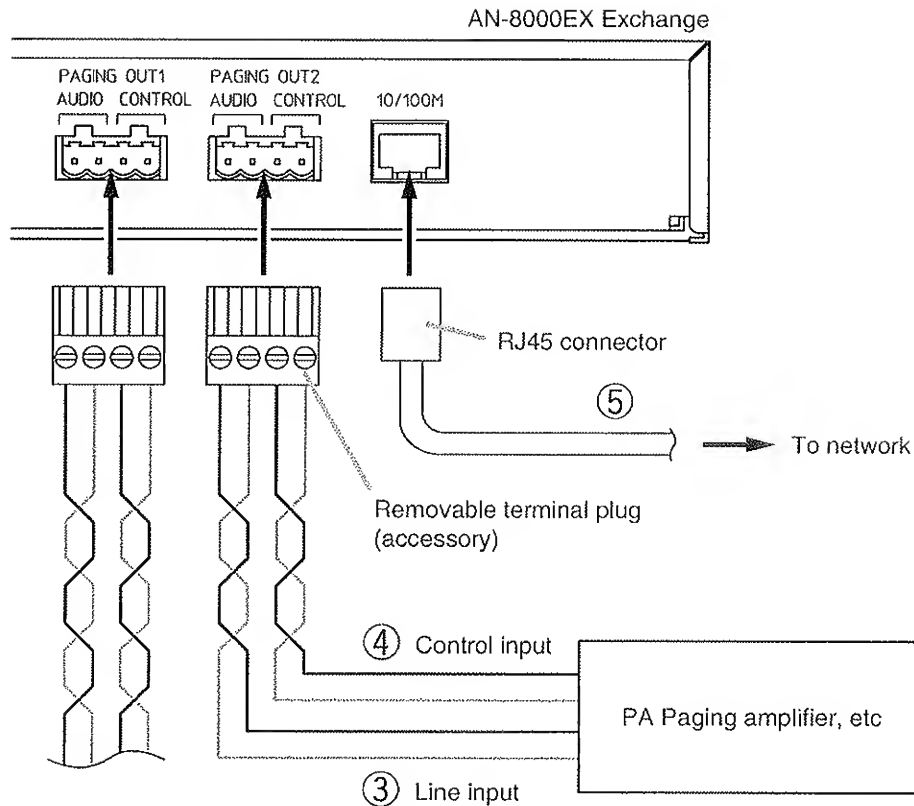 AN-8000EX Exchange
PAGING OUT1
AUDIO CONTROL
PAGING OUT2
AUDIO CONTROL
10/100M
RJ45 connector
⑤
To network
Removable terminal plug
(accessory)
④ Control input
PA Paging amplifier, etc
③ Line input